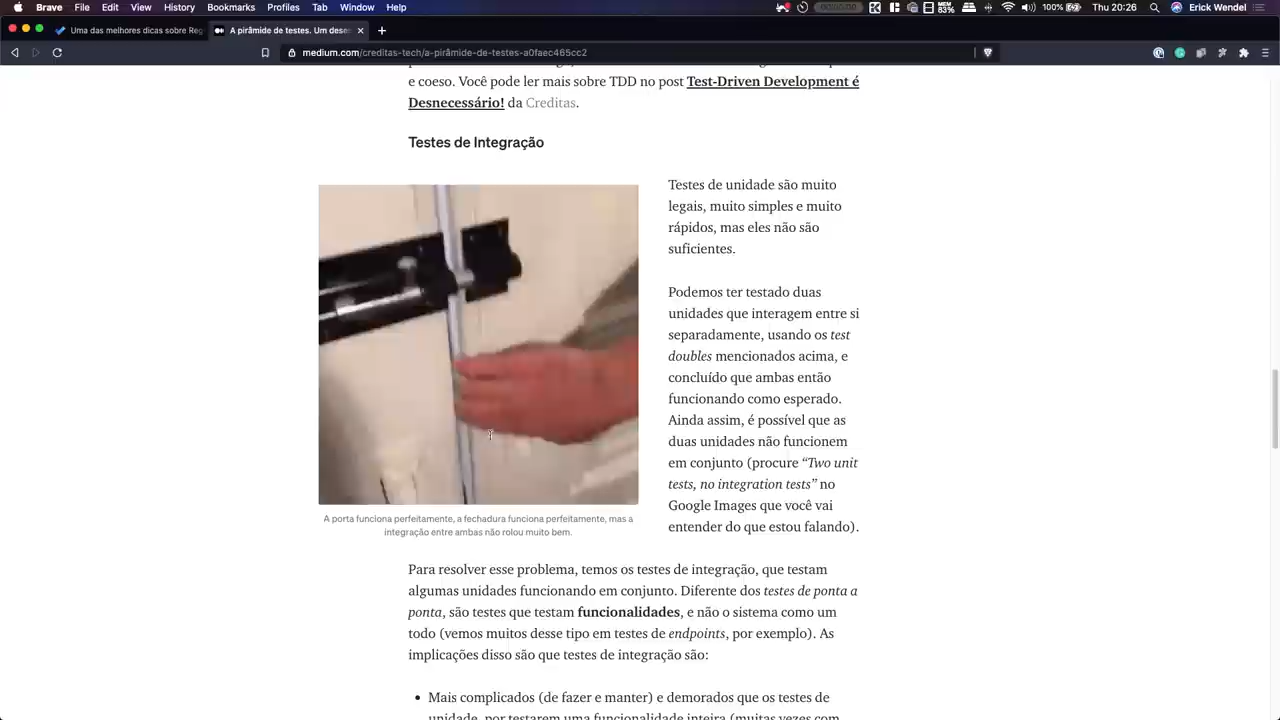 Brave File Edit View History Bookmarks Profiles Tab Window Help
100% Thu 20:26 Erick Wendel
Uma das melhores dicas sobre Reg
A pirâmide de testes. Um dese
medium.com/creditas-tech/a-pirâmide-de-testes-a0faec465cc2
e coeso. Você pode ler mais sobre TDD no post Test-Driven Development é
Desnecessário! da Creditas.
Testes de Integração
Testes de unidade são muito
legais, muito simples e muito
rápidos, mas eles não são
suficientes.
Podemos ter testado duas
unidades que interagem entre si
separadamente, usando os test
doubles mencionados acima, e
concluído que ambas então
funcionando como esperado.
Ainda assim, é possível que as
duas unidades não funcionem
em conjunto (procure “Two unit
tests, no integration tests” no
Google Images que você vai
entender do que estou falando).
A porta funciona perfeitamente, a fechadura funciona perfeitamente, mas a
integração entre ambas não rolou muito bem.
Para resolver esse problema, temos os testes de integração, que testam
algumas unidades funcionando em conjunto. Diferente dos testes de ponta a
ponta, são testes que testam funcionalidades, e não o sistema como um
todo (vemos muitos desse tipo em testes de endpoints, por exemplo). As
implicações disso são que testes de integração são:
• Mais complicados (de fazer e manter) e demorados que os testes de
unidade, por testarem uma funcionalidade inteira (muitas vezes com